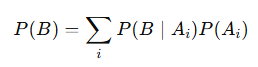 P(B) = ∑_i P(B | A_i)P(A_i)